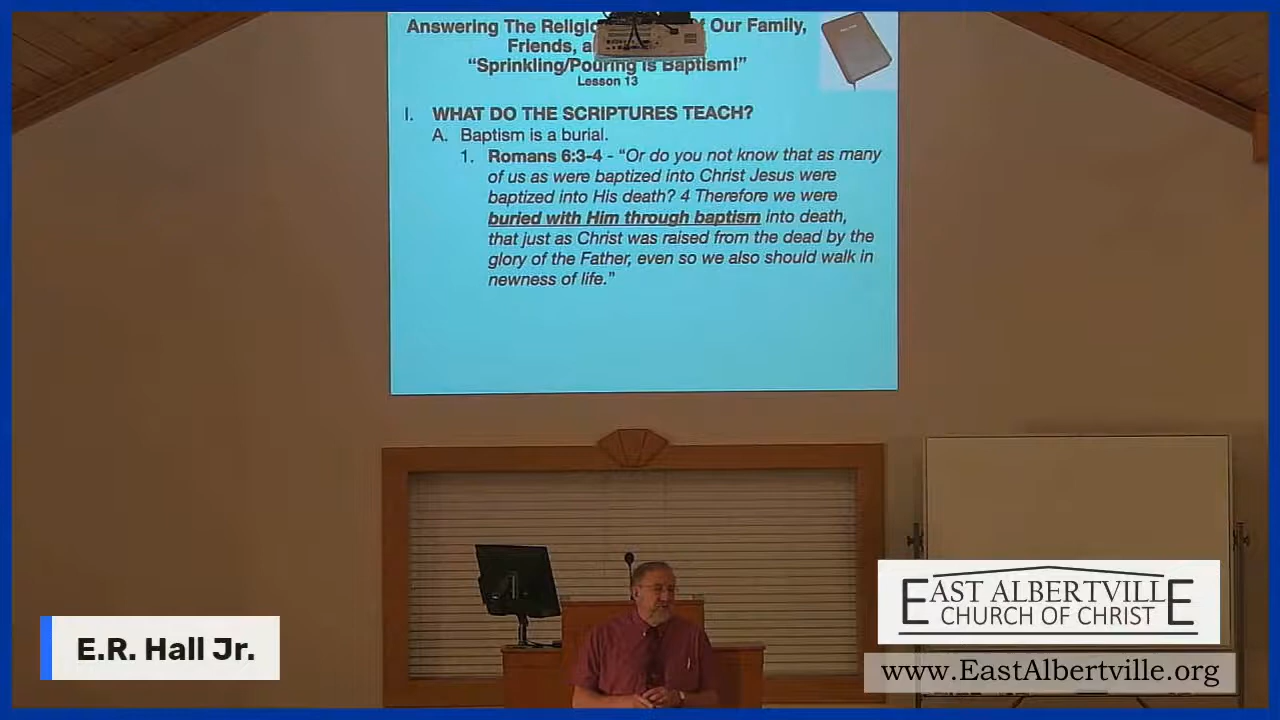 Answering The Religio Of Our Family,
Friends, a
“Sprinkling/Pouring Is Baptism!”
Lesson 13
I. WHAT DO THE SCRIPTURES TEACH?
A. Baptism is a burial.
1. Romans 6:3-4 - “Or do you not know that as many
of us as were baptized into Christ Jesus were
baptized into His death? 4 Therefore we were
buried with Him through baptism into death,
that just as Christ was raised from the dead by the
glory of the Father, even so we also should walk in
newness of life.”
E.R. Hall Jr.
EAST ALBERTVILLE
CHURCH OF CHRIST
www.EastAlbertville.org